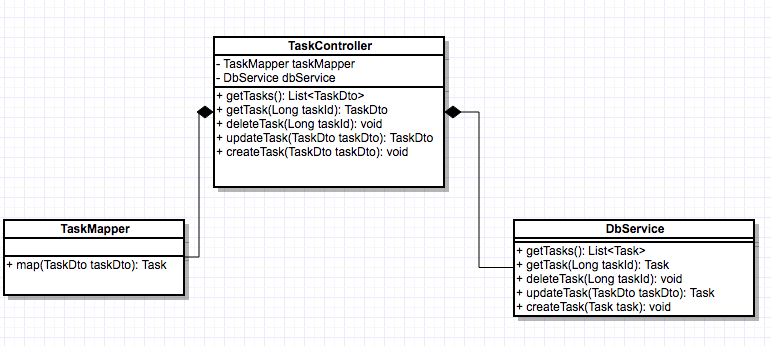 TaskController
- TaskMapper taskMapper
- DbService dbService
+ getTasks(): List<TaskDto>
+ getTask(Long taskId): TaskDto
+ deleteTask(Long taskId): void
+ updateTask(TaskDto taskDto): TaskDto
+ createTask(TaskDto taskDto): void
TaskMapper
+ map(TaskDto taskDto): Task
DbService
+ getTasks(): List<Task>
+ getTask(Long taskId): Task
+ deleteTask(Long taskId): void
+ updateTask(TaskDto taskDto): Task
+ createTask(Task task): void